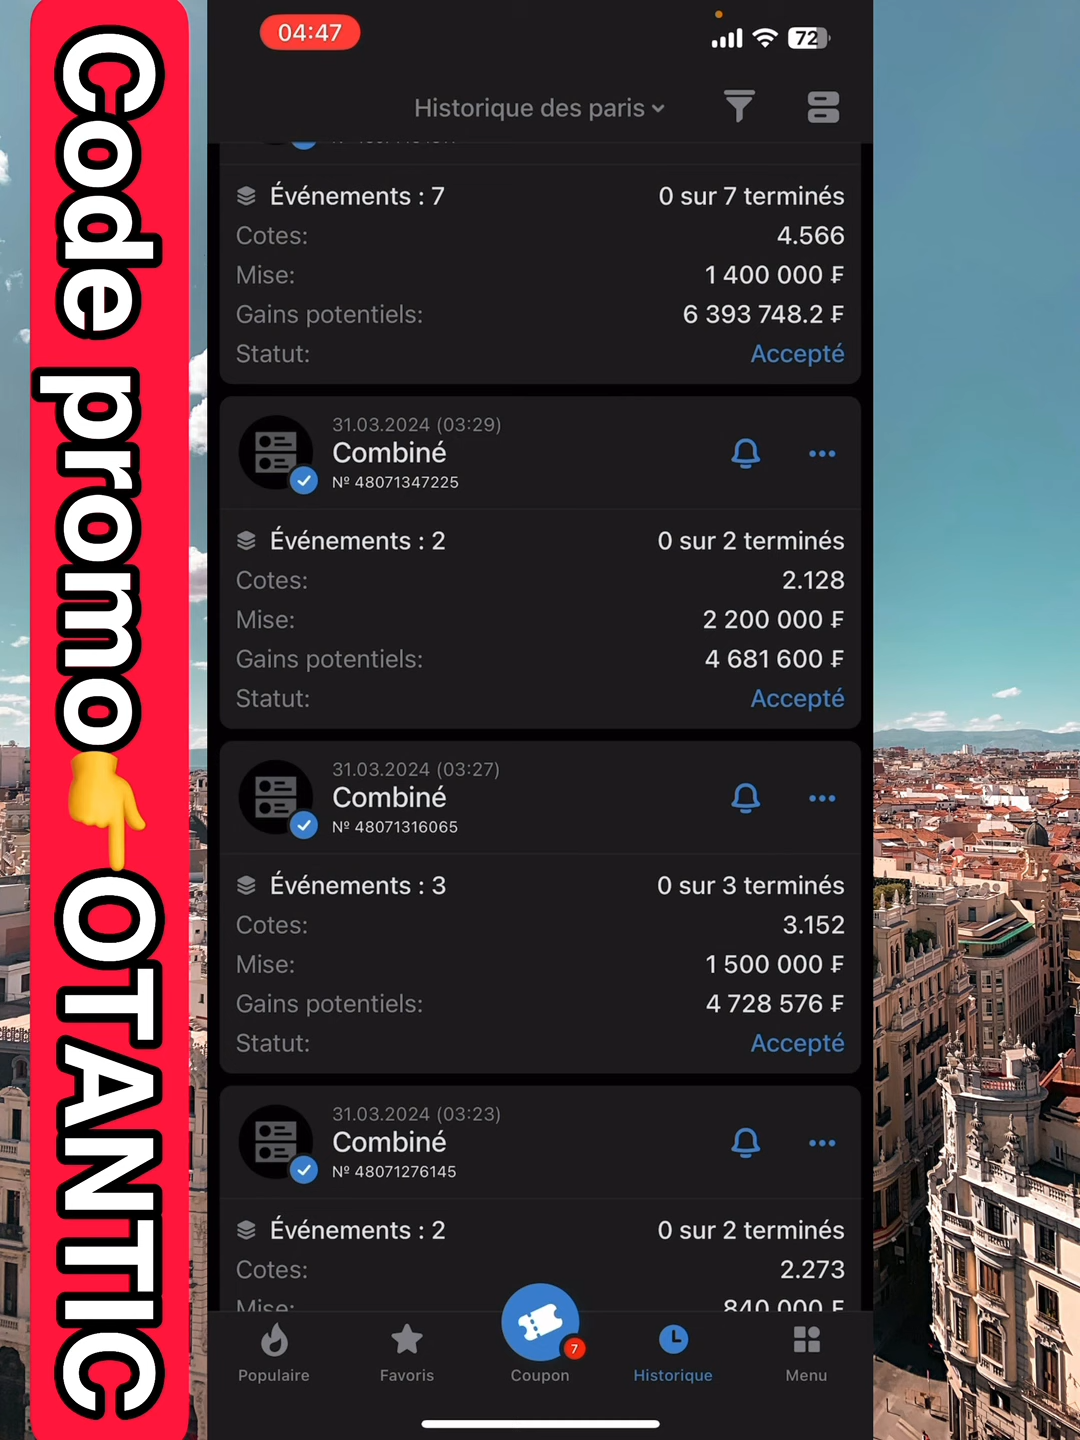 Code promo👇OTANTIC
04:47
72
Historique des paris
Événements : 7
0 sur 7 terminés
Cotes:
4.566
Mise:
1 400 000 ₣
Gains potentiels:
6 393 748.2 ₣
Statut:
Accepté
31.03.2024 (03:29)
Combiné
Nº 48071347225
Événements : 2
0 sur 2 terminés
Cotes:
2.128
Mise:
2 200 000 ₣
Gains potentiels:
4 681 600 ₣
Statut:
Accepté
31.03.2024 (03:27)
Combiné
Nº 48071316065
Événements : 3
0 sur 3 terminés
Cotes:
3.152
Mise:
1 500 000 ₣
Gains potentiels:
4 728 576 ₣
Statut:
Accepté
31.03.2024 (03:23)
Combiné
Nº 48071276145
Événements : 2
0 sur 2 terminés
Cotes:
2.273
Mise:
840 000 ₣
7
Populaire
Favoris
Coupon
Historique
Menu